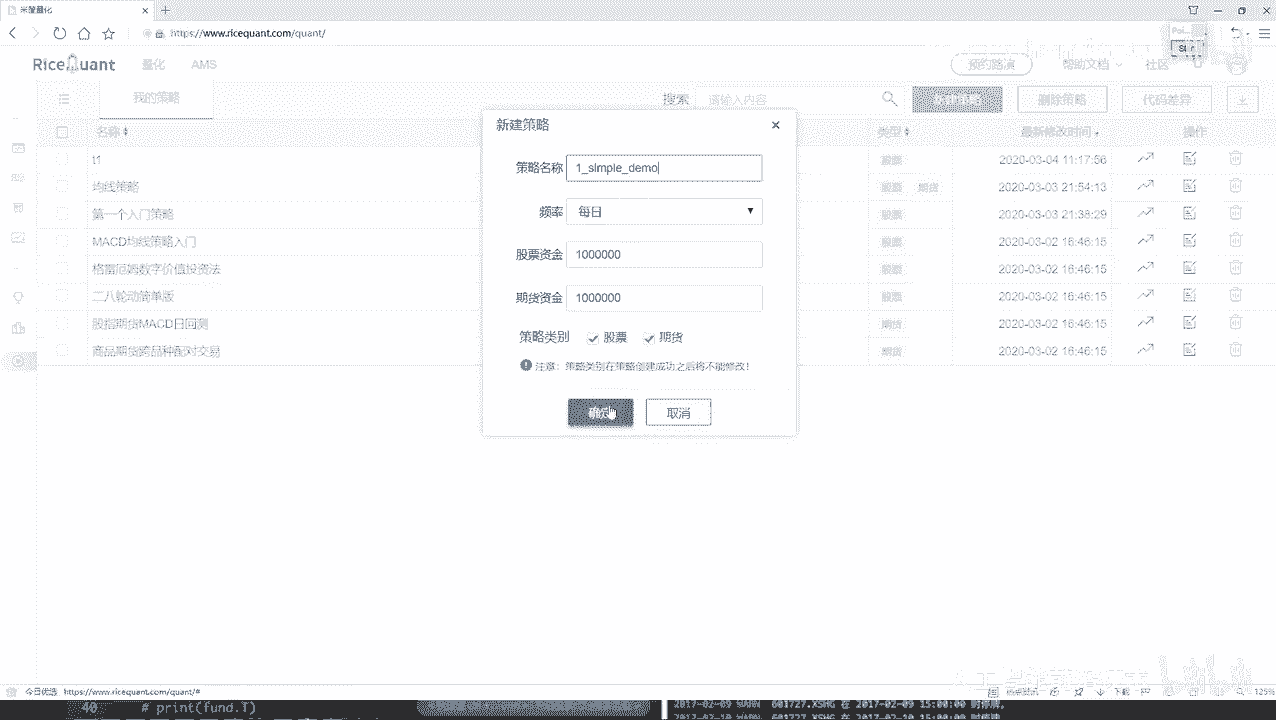 米筐量化
https://www.ricequant.com/quant/
RiceQuant 量化 AMS 预约路演 帮助文档 社区
我的策略 搜索 请输入内容 删除策略 代码差异
名称 类型 最新修改时间 操作
t1 股票 2020-03-04 11:17:56
均线策略 股票 期货 2020-03-03 21:54:13
第一个入门策略 股票 2020-03-03 21:38:29
MACD均线策略入门 股票 2020-03-02 16:46:15
格雷厄姆数字价值投资法 股票 2020-03-02 16:46:15
二八轮动简单版 股票 2020-03-02 16:46:15
股指期货MACD日回测 期货 2020-03-02 16:46:15
商品期货跨品种配对交易 期货 2020-03-02 16:46:15
新建策略
策略名称 1_simple_demo
频率 每日
股票资金 1000000
期货资金 1000000
策略类别 股票 期货
注意：策略类别在策略创建成功之后将不能修改！
确定 取消
今日优选 https://www.ricequant.com/quant/# 下载 125%
40 # print(fund.T)
2017-02-09 WARN 601727.XSHG 在 2017-02-09 15:00:00 时停牌。